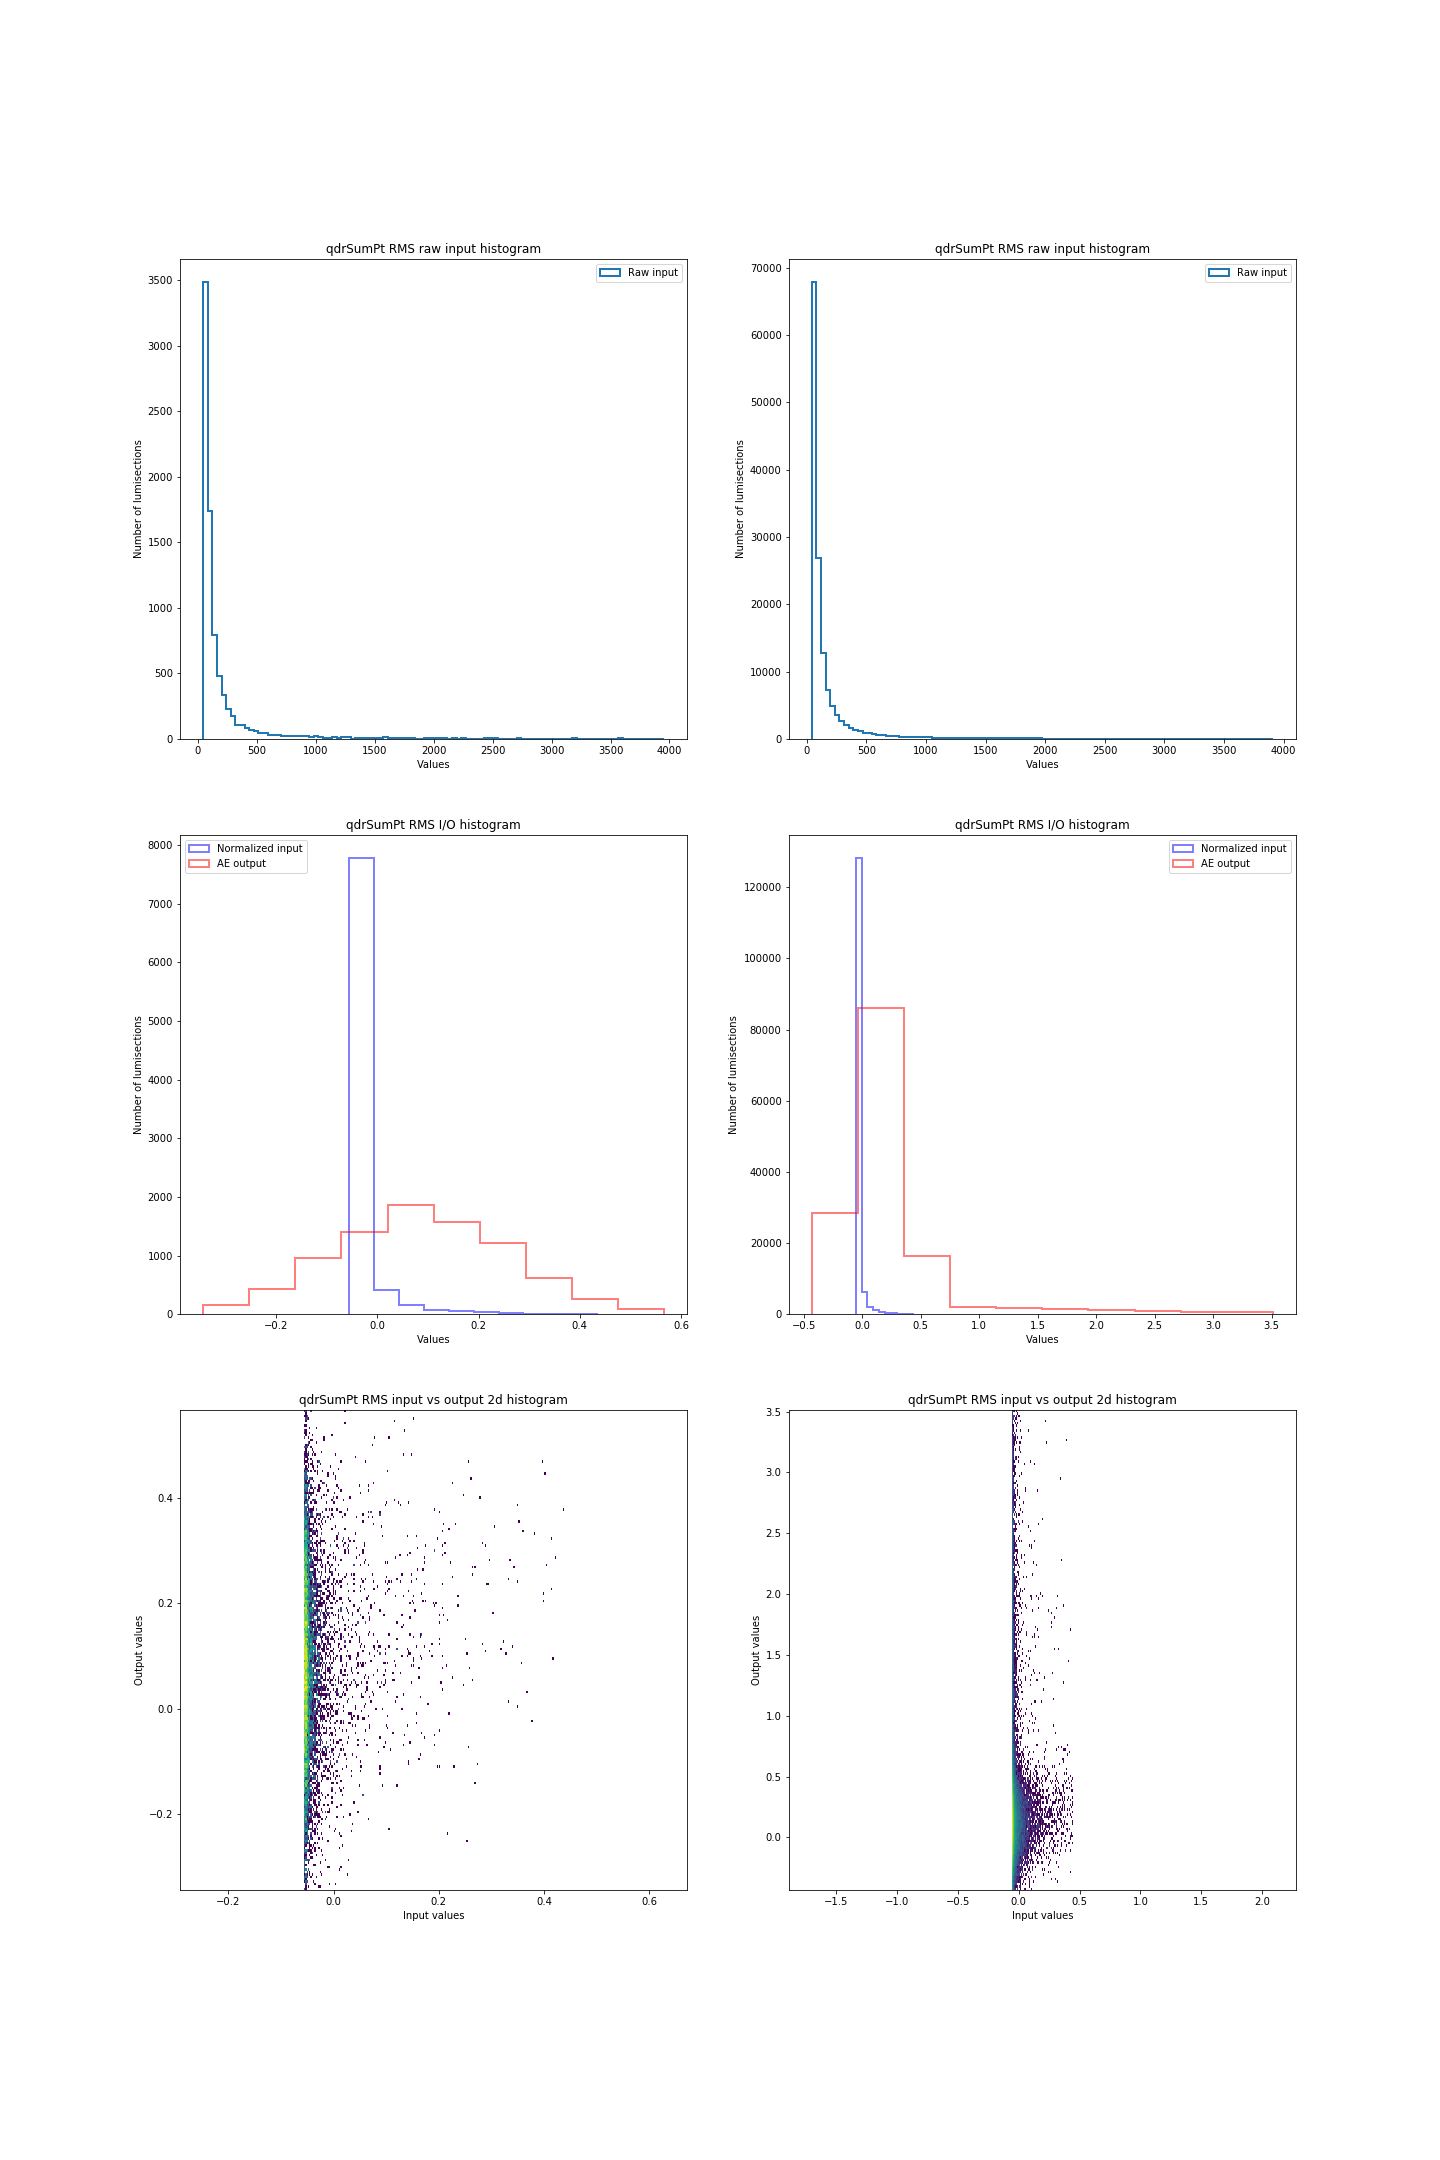 qdrSumPt RMS raw input histogram
Raw input
3500
3000
2500
2000
1500
1000
500
0
Number of lumisections
0 500 1000 1500 2000 2500 3000 3500 4000
Values
qdrSumPt RMS raw input histogram
Raw input
70000
60000
50000
40000
30000
20000
10000
0
Number of lumisections
0 500 1000 1500 2000 2500 3000 3500 4000
Values
qdrSumPt RMS I/O histogram
Normalized input
AE output
8000
7000
6000
5000
4000
3000
2000
1000
0
Number of lumisections
−0.2 0.0 0.2 0.4 0.6
Values
qdrSumPt RMS I/O histogram
Normalized input
AE output
120000
100000
80000
60000
40000
20000
0
Number of lumisections
−0.5 0.0 0.5 1.0 1.5 2.0 2.5 3.0 3.5
Values
qdrSumPt RMS input vs output 2d histogram
0.4
0.2
0.0
−0.2
Output values
−0.2 0.0 0.2 0.4 0.6
Input values
qdrSumPt RMS input vs output 2d histogram
3.5
3.0
2.5
2.0
1.5
1.0
0.5
0.0
Output values
−1.5 −1.0 −0.5 0.0 0.5 1.0 1.5 2.0
Input values